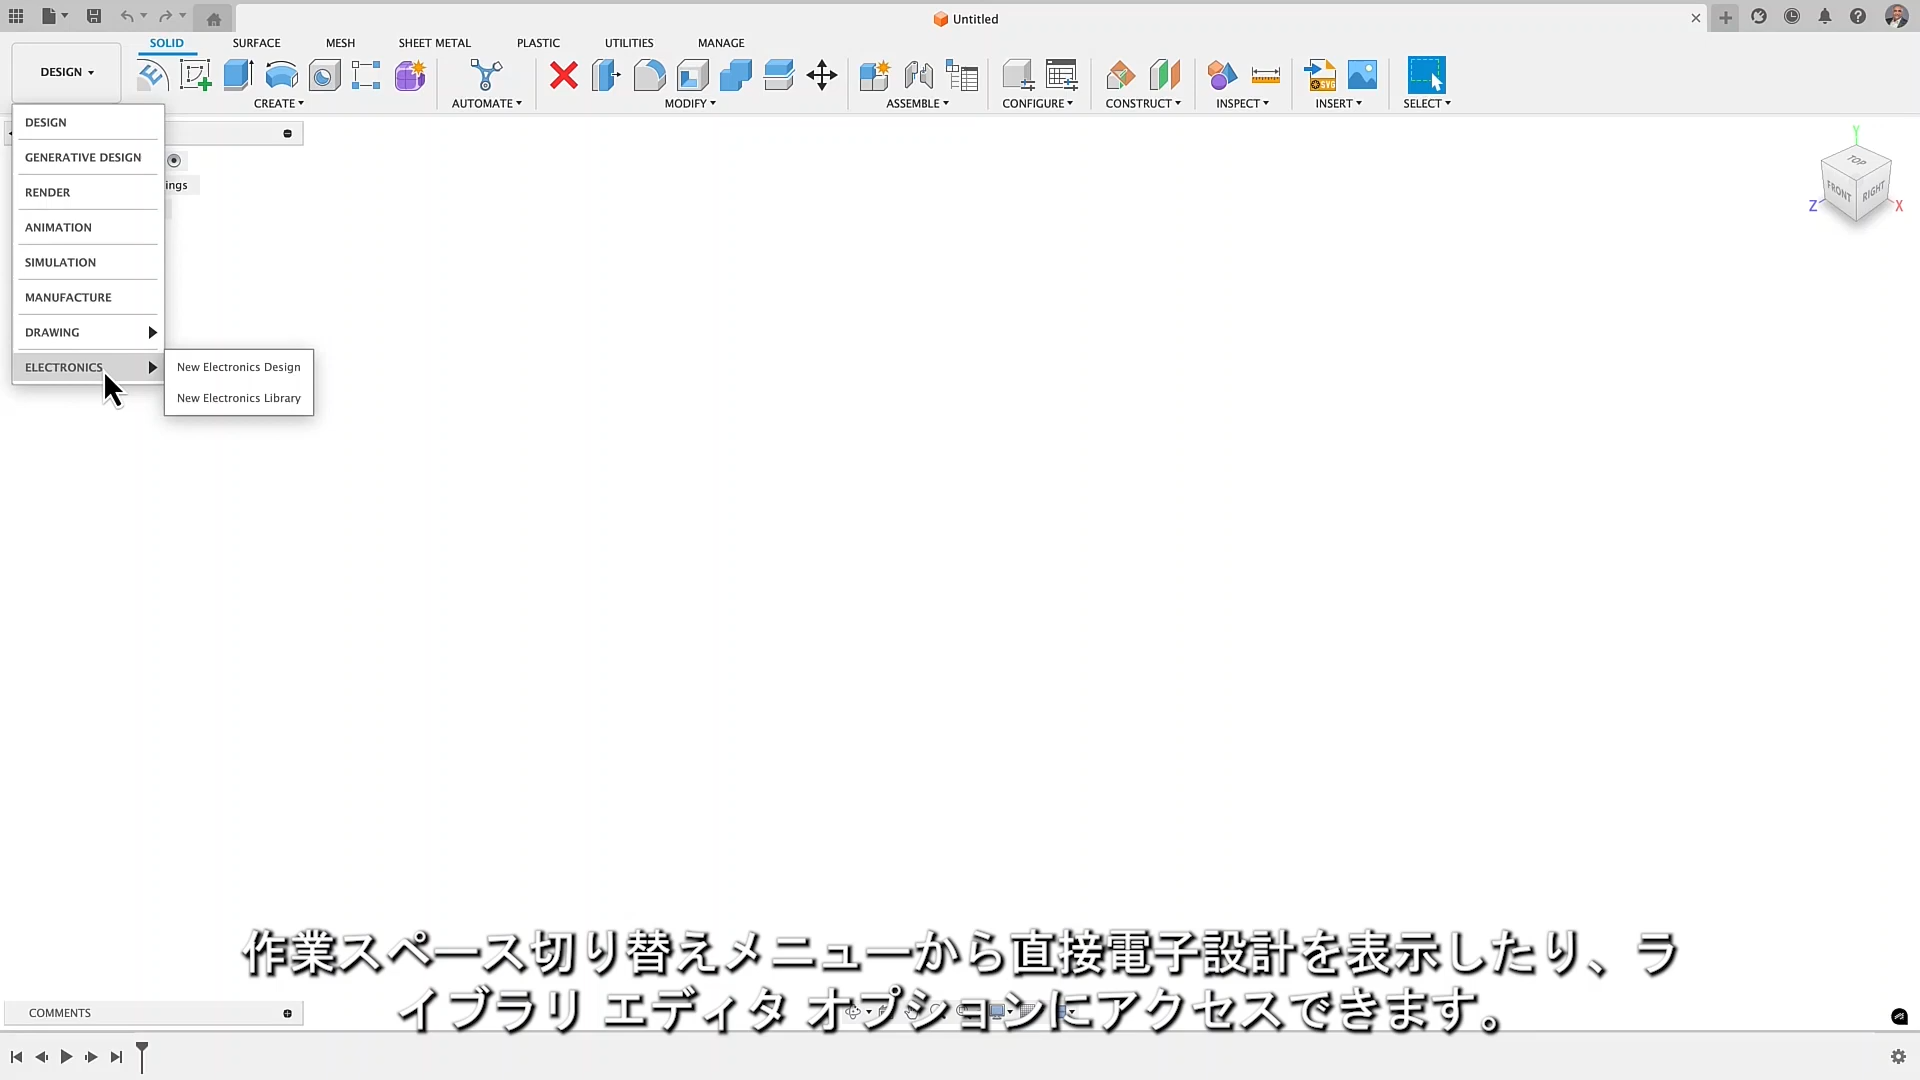 Untitled
SOLID
SURFACE
MESH
SHEET METAL
PLASTIC
UTILITIES
MANAGE
DESIGN
CREATE
AUTOMATE
MODIFY
ASSEMBLE
CONFIGURE
CONSTRUCT
INSPECT
INSERT
SELECT
SVG
DESIGN
GENERATIVE DESIGN
RENDER
ings
ANIMATION
SIMULATION
MANUFACTURE
DRAWING
ELECTRONICS
New Electronics Design
New Electronics Library
Y
TOP
FRONT
RIGHT
Z
X
作業スペース切り替えメニューから直接電子設計を表示したり、ラ
イブラリ エディタ オプションにアクセスできます。
COMMENTS